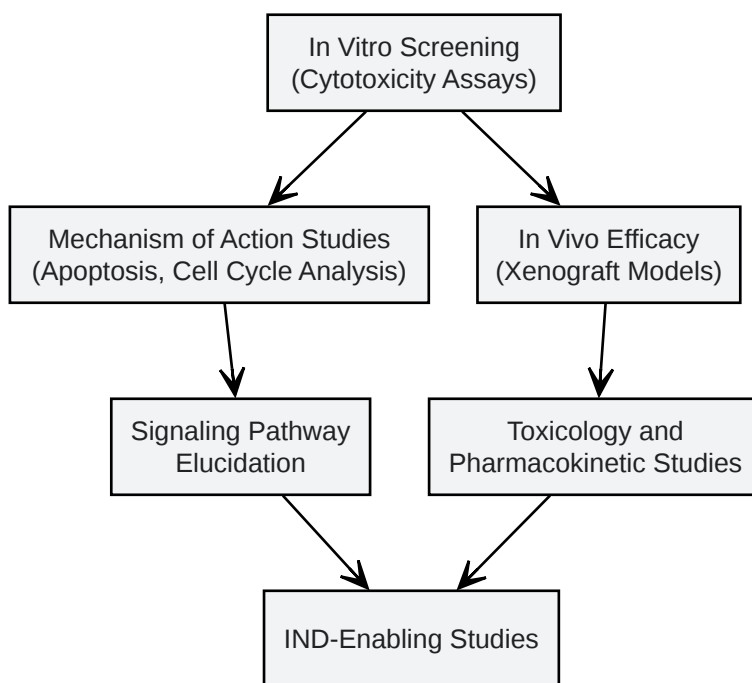 In Vitro Screening
(Cytotoxicity Assays)
Mechanism of Action Studies
(Apoptosis, Cell Cycle Analysis)
In Vivo Efficacy
(Xenograft Models)
Signaling Pathway
Elucidation
Toxicology and
Pharmacokinetic Studies
IND-Enabling Studies